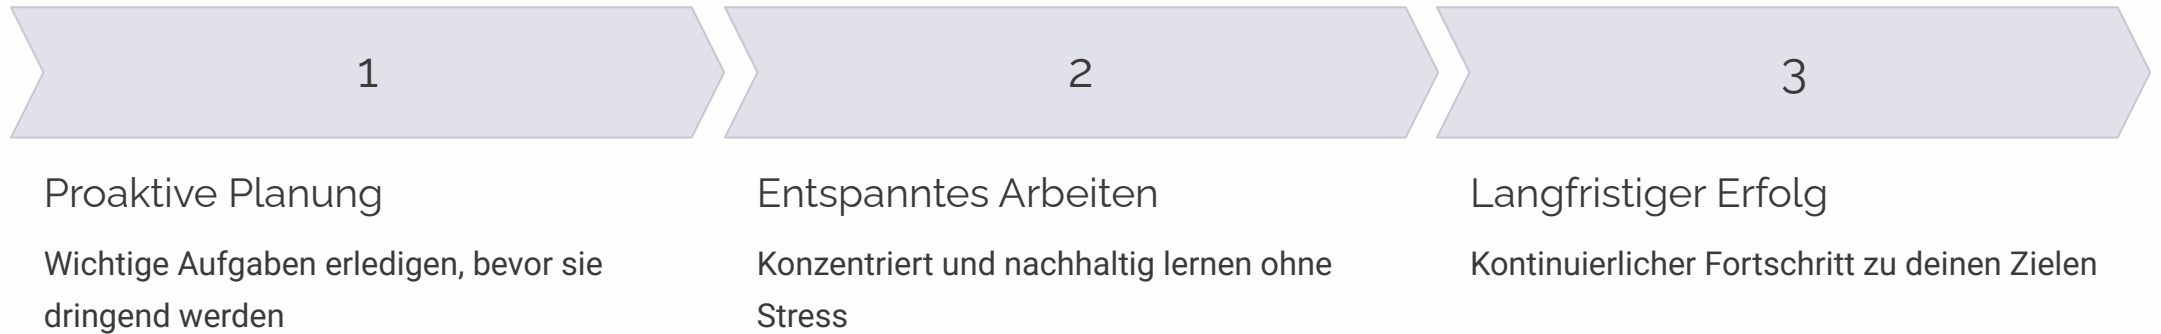 1
2
3
Proaktive Planung
Wichtige Aufgaben erledigen, bevor sie
dringend werden
Entspanntes Arbeiten
Konzentriert und nachhaltig lernen ohne
Stress
Langfristiger Erfolg
Kontinuierlicher Fortschritt zu deinen Zielen